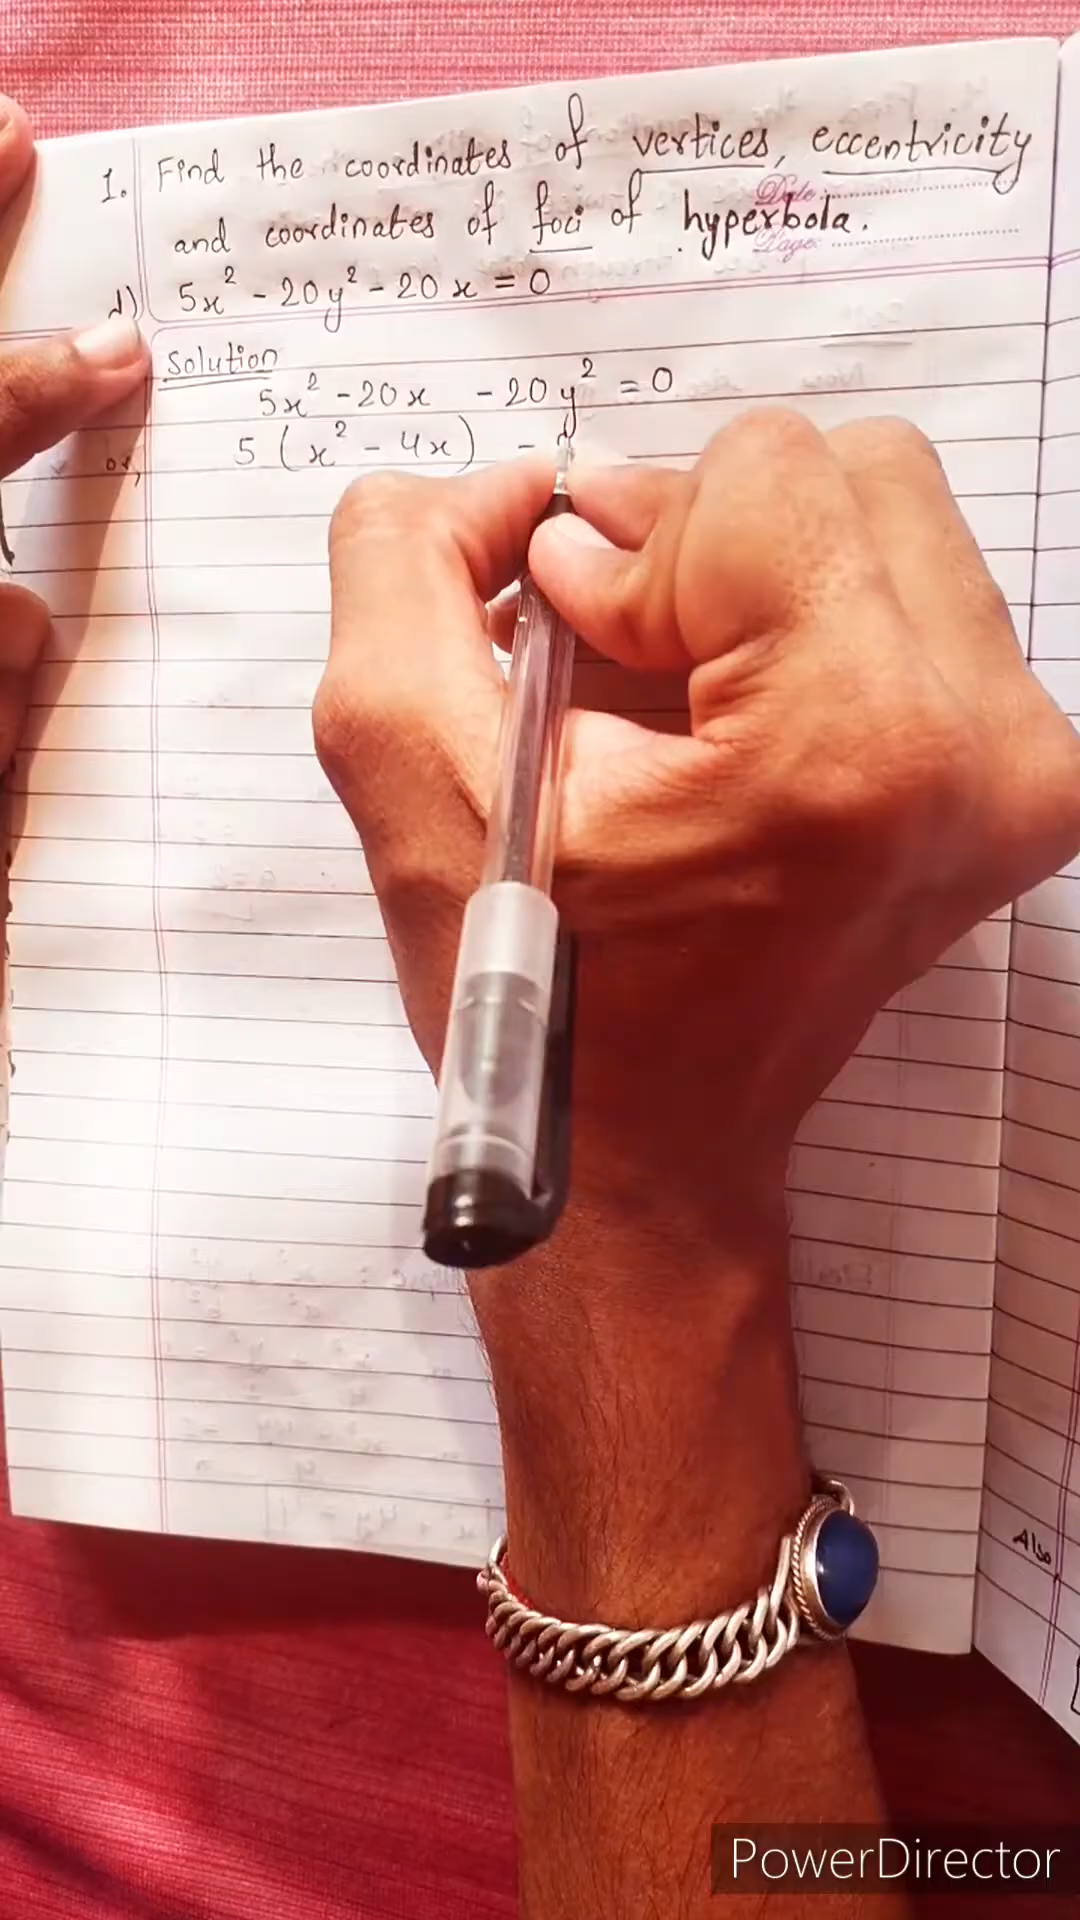 1. Find the coordinates of vertices, eccentricity
Date:
and coordinates of foci of hyperbola.
Page:
d) 5x² - 20y² - 20x = 0
Solution
5x² - 20x - 20y² = 0
or, 5 (x² - 4x) -
Also
PowerDirector